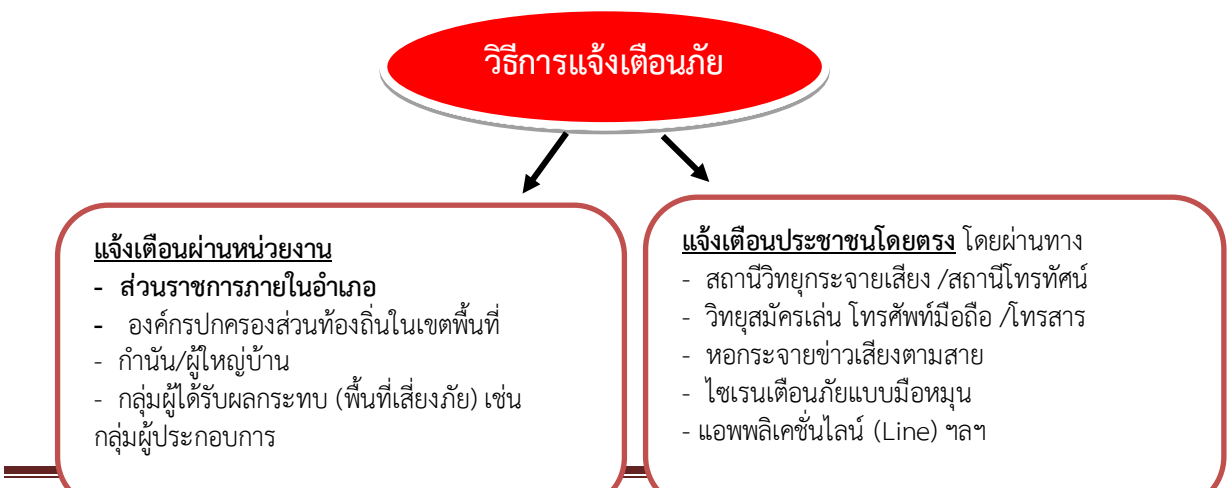 วิธีการแจ้งเตือนภัย
แจ้งเตือนผ่านหน่วยงาน
- ส่วนราชการภายในอำเภอ
- องค์กรปกครองส่วนท้องถิ่นในเขตพื้นที่
- กำนัน/ผู้ใหญ่บ้าน
- กลุ่มผู้ได้รับผลกระทบ (พื้นที่เสี่ยงภัย) เช่น
กลุ่มผู้ประกอบการ
แจ้งเตือนประชาชนโดยตรง โดยผ่านทาง
- สถานีวิทยุกระจายเสียง /สถานีโทรทัศน์
- วิทยุสมัครเล่น โทรศัพท์มือถือ /โทรสาร
- หอกระจายข่าวเสียงตามสาย
- ไซเรนเตือนภัยแบบมือหมุน
- แอพพลิเคชั่นไลน์ (Line) ฯลฯ